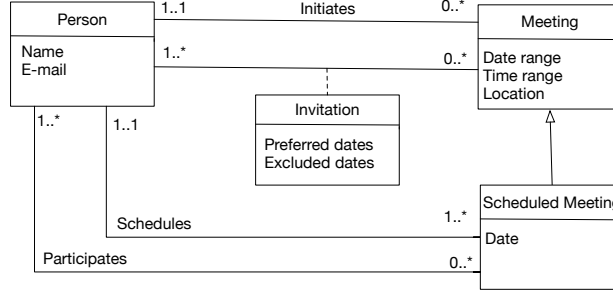 Person
1..1
Initiates
0..*
Meeting
Name
E-mail
1..*
0..*
Date range
Time range
Location
Invitation
Preferred dates
Excluded dates
1..*
1..1
Scheduled Meeting
Schedules
1..*
Date
Participates
0..*